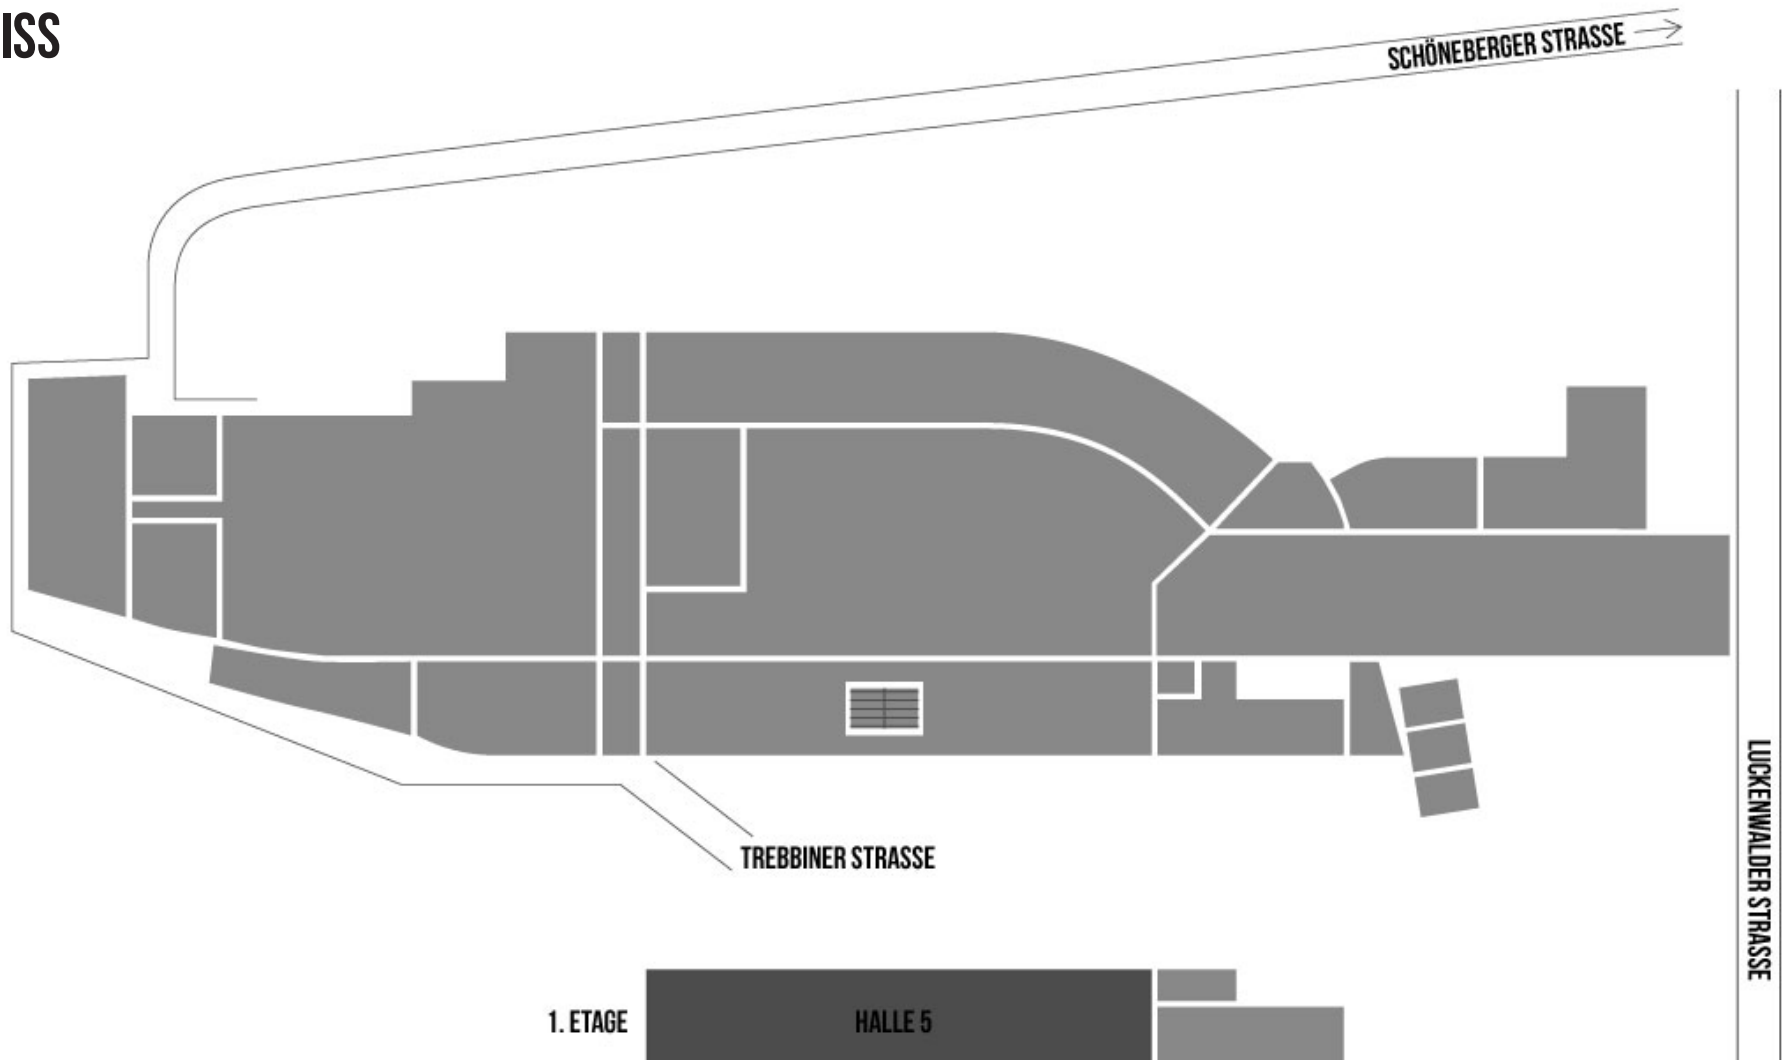 ISS
SCHÖNEBERGER STRASSE
TREBBINER STRASSE
LUCKENWALDER STRASSE
1. ETAGE
HALLE 5